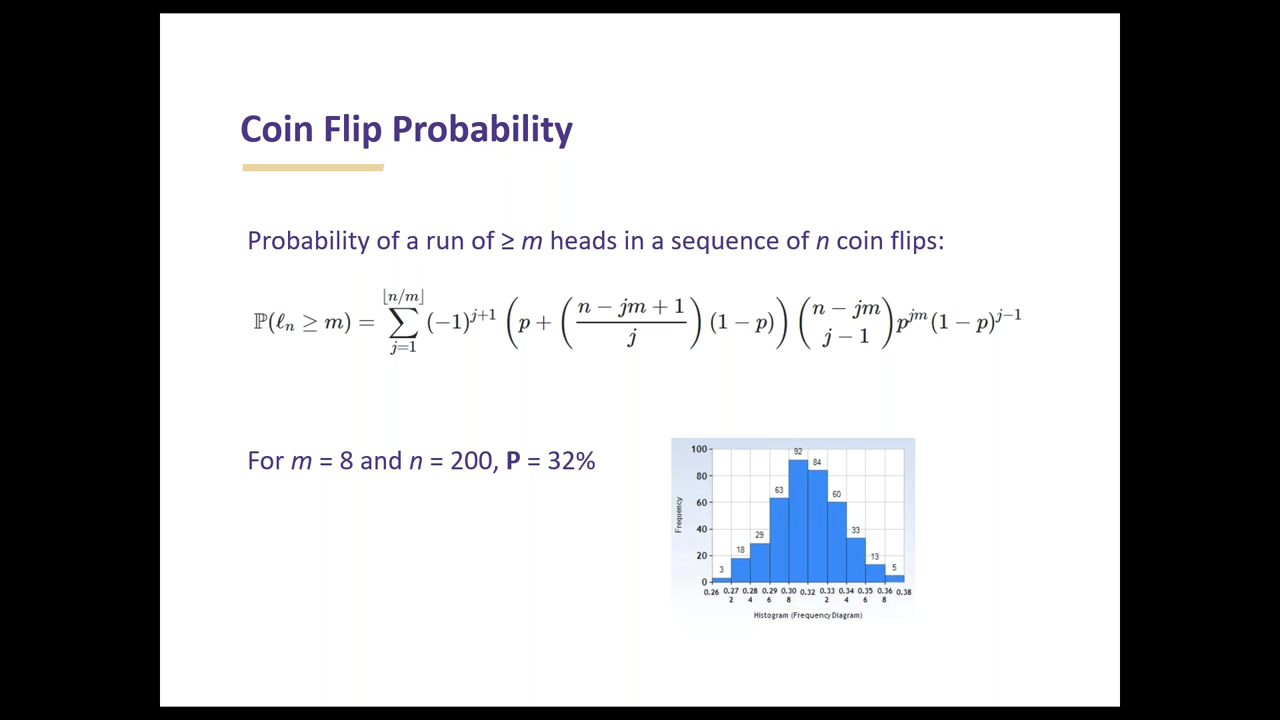 Coin Flip Probability
Probability of a run of ≥ m heads in a sequence of n coin flips:
ℙ(ℓₙ ≥ m) = ∑_{j=1}^{⌊n/m⌋} (−1)^{j+1} (p + ((n − jm + 1)/j) (1 − p)) (n − jm choose j − 1) p^{jm} (1 − p)^{j−1}
For m = 8 and n = 200, P = 32%
100
80
60
40
20
0
Frequency
3
18
29
63
92
84
60
33
13
5
0.26 0.27 0.28 0.29 0.30 0.32 0.33 0.34 0.35 0.36 0.38
2 4 6 8 2 4 6 8
Histogram (Frequency Diagram)